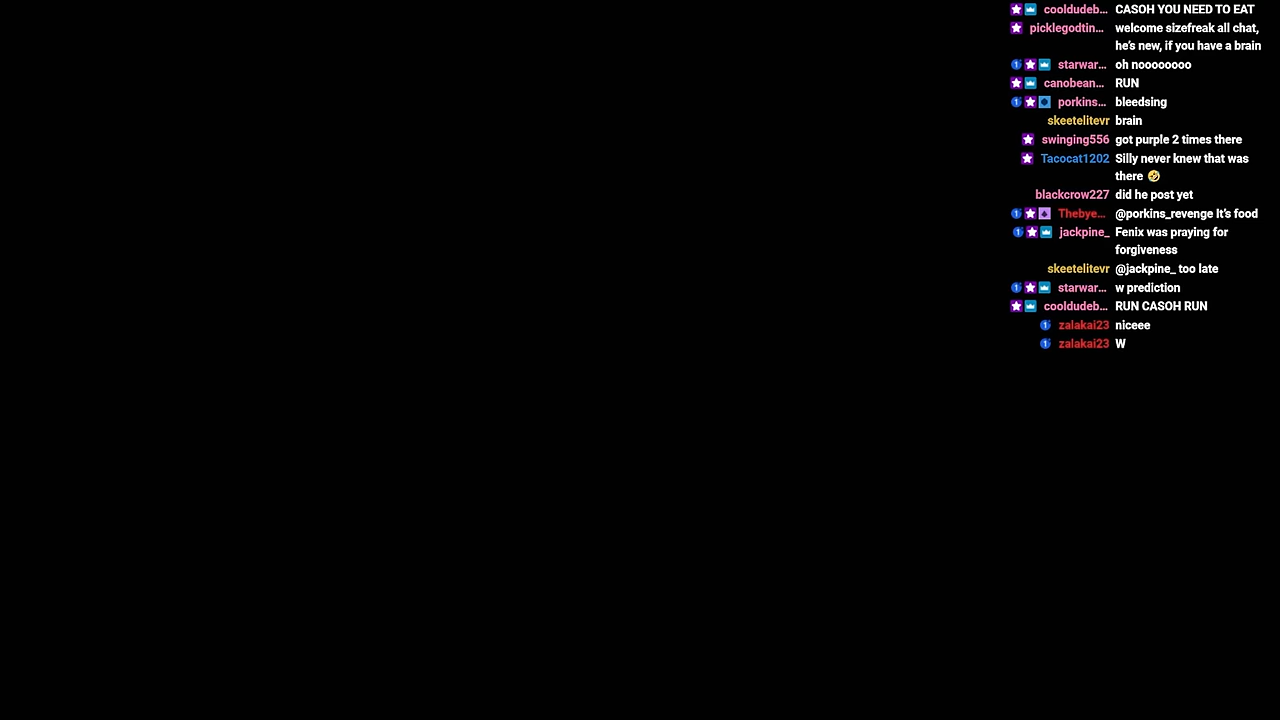 cooldudeb... CASOH YOU NEED TO EAT
picklegodtin... welcome sizefreak all chat,
he's new, if you have a brain
starwar... oh noooooooo
canobean... RUN
porkins... bleedsing
skeetelitevr brain
swinging556 got purple 2 times there
Tacocat1202 Silly never knew that was
there 🤣
blackcrow227 did he post yet
Thebye... @porkins_revenge It's food
jackpine_ Fenix was praying for
forgiveness
skeetelitevr @jackpine_ too late
starwar... w prediction
cooldudeb... RUN CASOH RUN
zalakai23 niceee
zalakai23 W